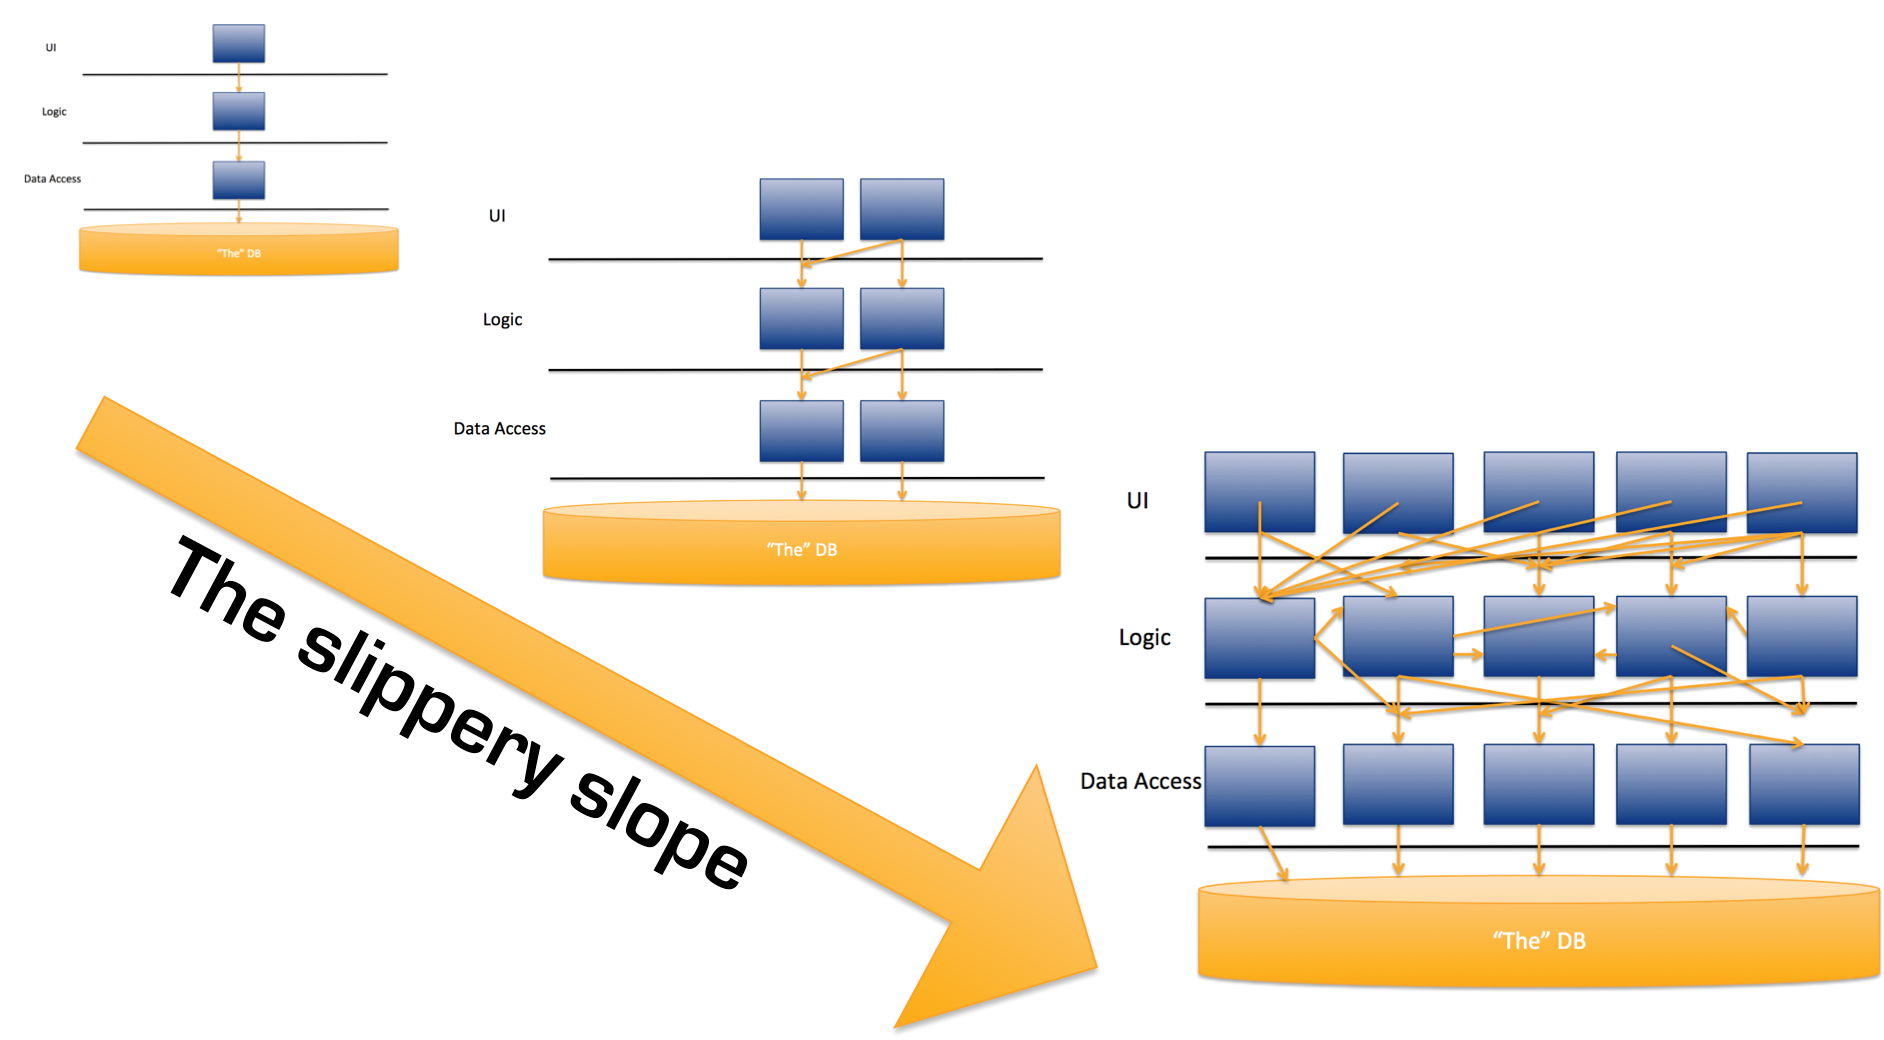 UI
Logic
Data Access
“The” DB
UI
Logic
Data Access
“The” DB
The slippery slope
UI
Logic
Data Access
“The” DB